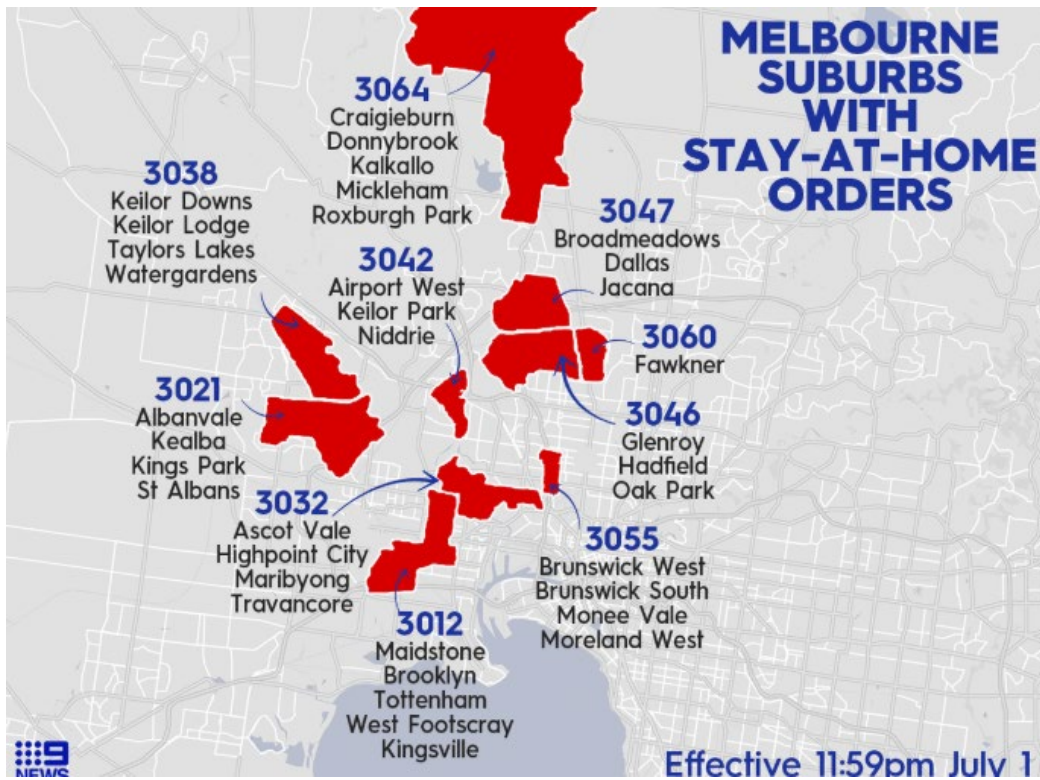 MELBOURNE
SUBURBS
WITH
STAY-AT-HOME
ORDERS
3064
Craigieburn
Donnybrook
Kalkallo
Mickleham
Roxburgh Park
3038
Keilor Downs
Keilor Lodge
Taylors Lakes
Watergardens
3047
Broadmeadows
Dallas
Jacana
3042
Airport West
Keilor Park
Niddrie
3060
Fawkner
3021
Albanvale
Kealba
Kings Park
St Albans
3046
Glenroy
Hadfield
Oak Park
3032
Ascot Vale
Highpoint City
Maribyong
Travancore
3055
Brunswick West
Brunswick South
Monee Vale
Moreland West
3012
Maidstone
Brooklyn
Tottenham
West Footscray
Kingsville
9
NEWS
Effective 11:59pm July 1